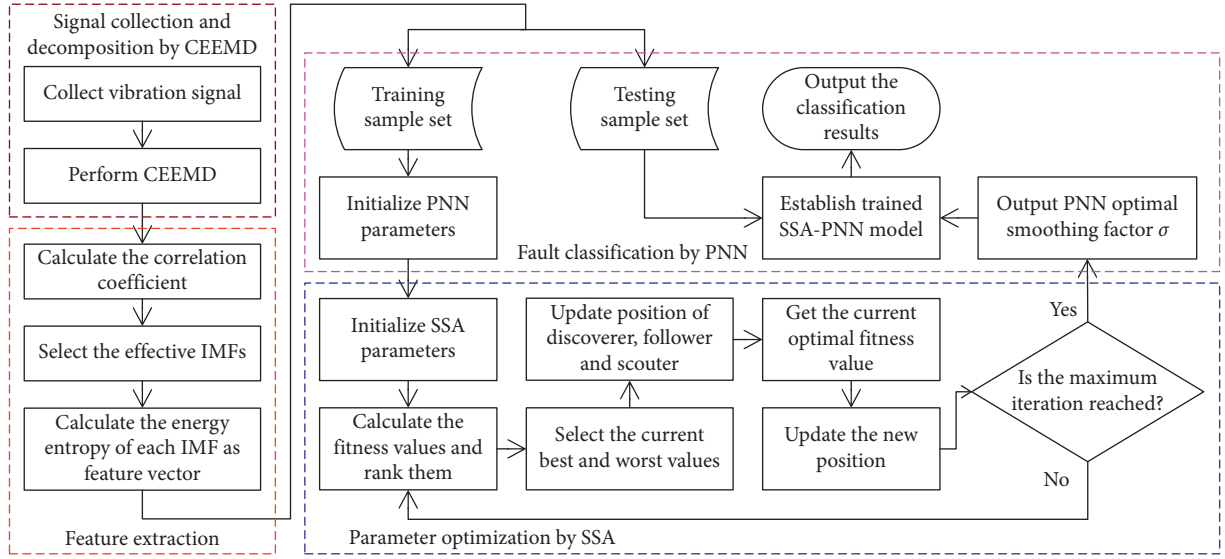 Signal collection and
decomposition by CEEMD
Collect vibration signal
Perform CEEMD
Calculate the correlation
coefficient
Select the effective IMFs
Calculate the energy
entropy of each IMF as
feature vector
Feature extraction
Training
sample set
Testing
sample set
Output the
classification
results
Initialize PNN
parameters
Establish trained
SSA-PNN model
Output PNN optimal
smoothing factor σ
Fault classification by PNN
Initialize SSA
parameters
Update position of
discoverer, follower
and scouter
Get the current
optimal fitness
value
Yes
Is the maximum
iteration reached?
Calculate the
fitness values and
rank them
Select the current
best and worst values
Update the new
position
No
Parameter optimization by SSA